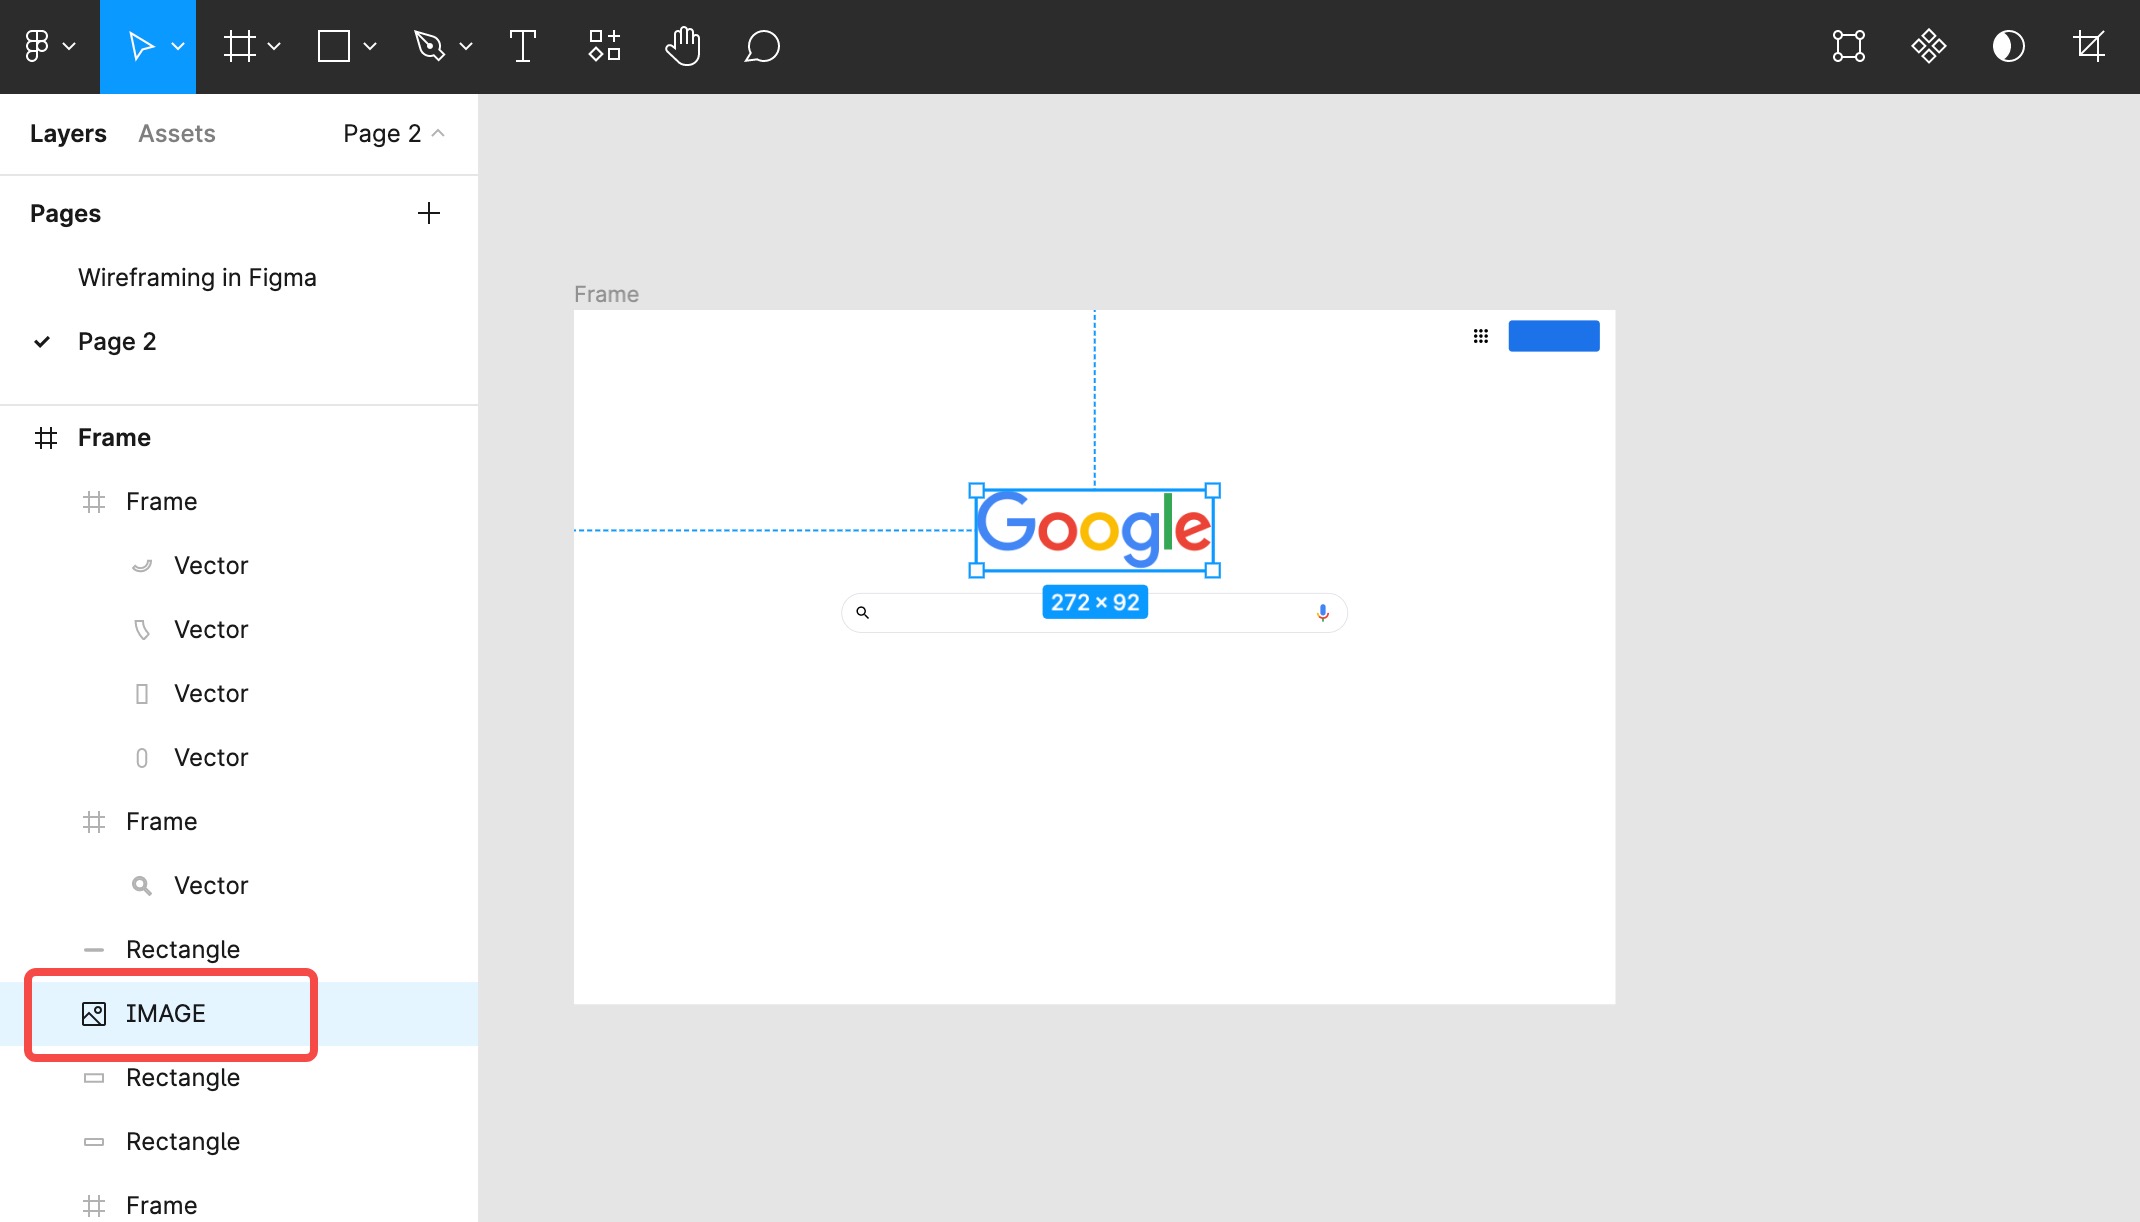 Layers Assets Page 2
Pages
Wireframing in Figma
Page 2
Frame
Frame
Vector
Vector
Vector
Vector
Frame
Vector
Rectangle
IMAGE
Rectangle
Rectangle
Frame
Frame
Google
272 × 92